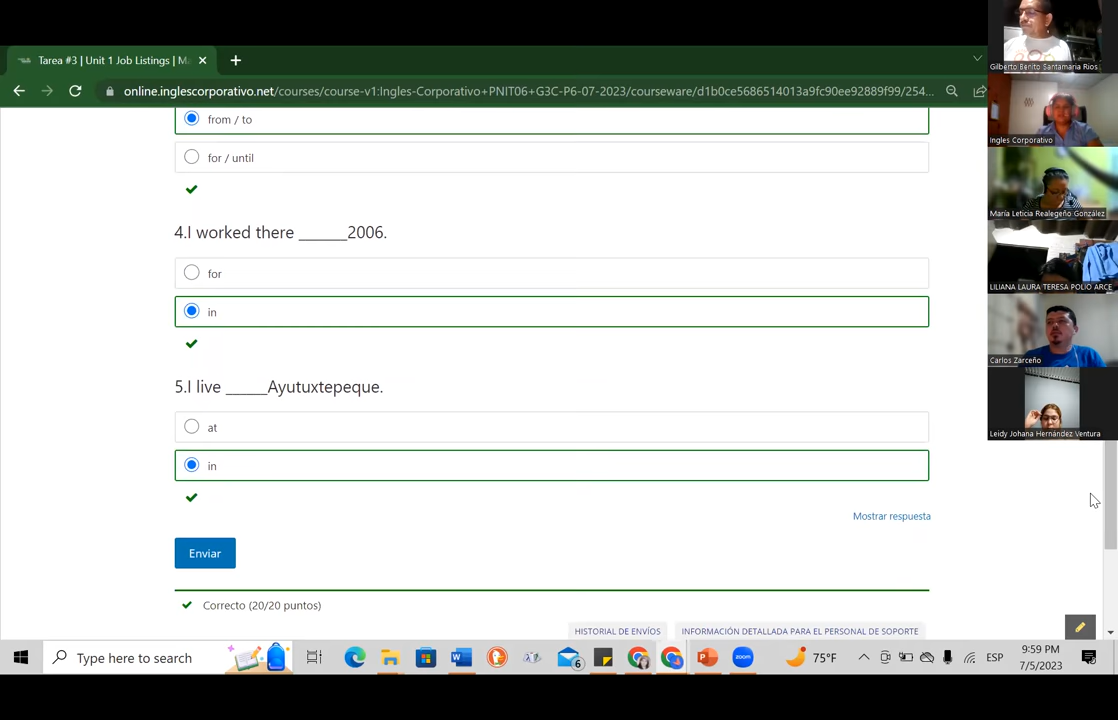 Tarea #3 | Unit 1 Job Listings | M
online.inglescorporativo.net/courses/course-v1:Ingles-Corporativo+PNIT06+G3C-P6-07-2023/courseware/d1b0ce5686514013a9fc90ee92889f99/254...
from / to
for / until
4.I worked there ______2006.
for
in
5.I live _____Ayutuxtepeque.
at
in
Mostrar respuesta
Enviar
Correcto (20/20 puntos)
HISTORIAL DE ENVÍOS
INFORMACIÓN DETALLADA PARA EL PERSONAL DE SOPORTE
Gilberto Benito Santamaria Rios
Ingles Corporativo
María Leticia Realegeño González
LILIANA LAURA TERESA POLIO ARCE
Carlos Zarceño
Leidy Johana Hernández Ventura
Type here to search
6
zoom
75°F
ESP
9:59 PM
7/5/2023